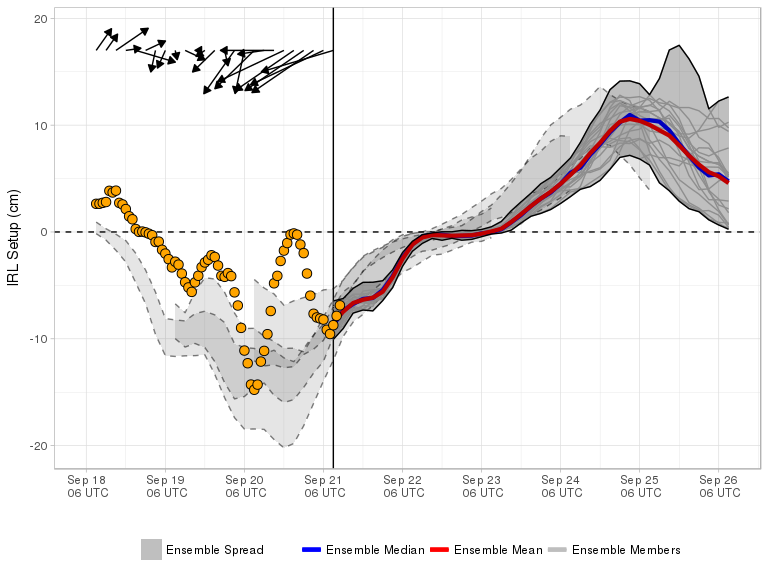 20
10
0
-10
-20
IRL Setup (cm)
Sep 18 Sep 19 Sep 20 Sep 21 Sep 22 Sep 23 Sep 24 Sep 25 Sep 26
06 UTC 06 UTC 06 UTC 06 UTC 06 UTC 06 UTC 06 UTC 06 UTC 06 UTC
Ensemble Spread Ensemble Median Ensemble Mean Ensemble Members